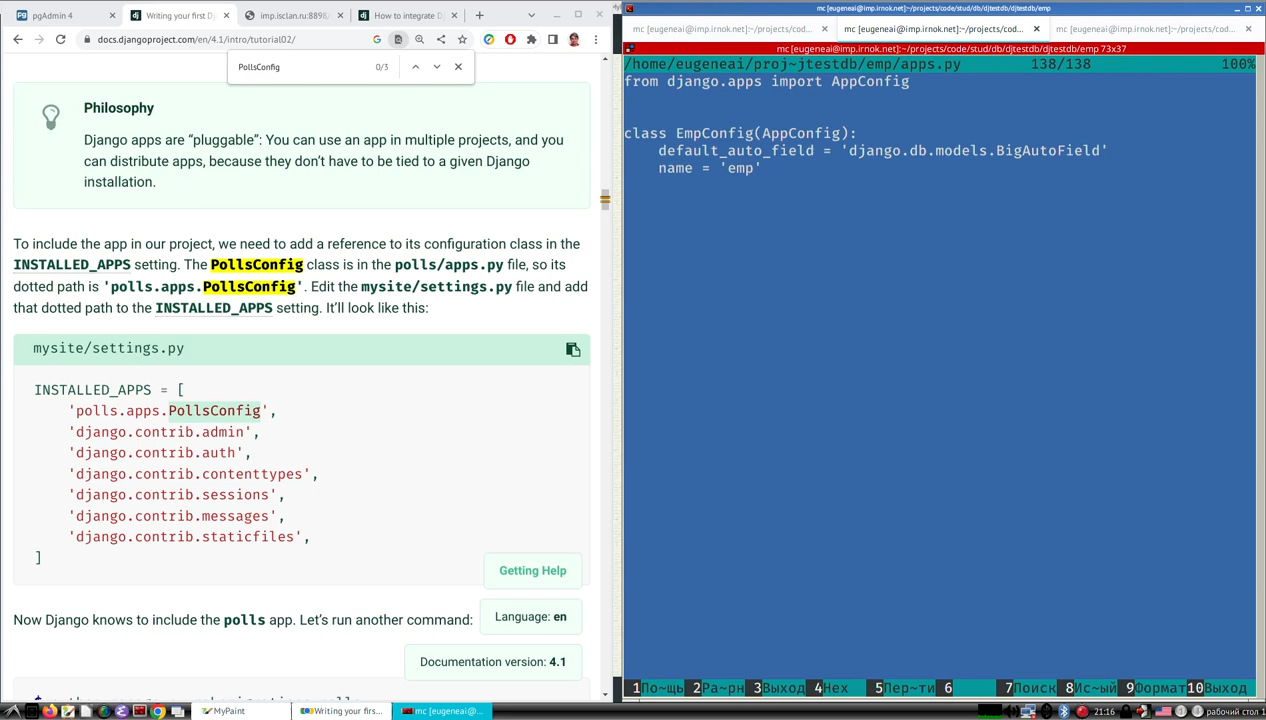 mc [eugeneai@imp.irnok.net]:~/projects/code/stud/db/djtestdb/djtestdb/emp
pgAdmin 4
Writing your first D
imp.isclan.ru:8898/
How to integrate D
docs.djangoproject.com/en/4.1/intro/tutorial02/
PollsConfig 0/3
Philosophy
Django apps are “pluggable”: You can use an app in multiple projects, and you
can distribute apps, because they don’t have to be tied to a given Django
installation.
To include the app in our project, we need to add a reference to its configuration class in the
INSTALLED_APPS setting. The PollsConfig class is in the polls/apps.py file, so its
dotted path is 'polls.apps.PollsConfig'. Edit the mysite/settings.py file and add
that dotted path to the INSTALLED_APPS setting. It’ll look like this:
mysite/settings.py
INSTALLED_APPS = [
'polls.apps.PollsConfig',
'django.contrib.admin',
'django.contrib.auth',
'django.contrib.contenttypes',
'django.contrib.sessions',
'django.contrib.messages',
'django.contrib.staticfiles',
]
Getting Help
Now Django knows to include the polls app. Let’s run another command:
Language: en
Documentation version: 4.1
mc [eugeneai@imp.irnok.net]:~/projects/cod...
mc [eugeneai@imp.irnok.net]:~/projects/cod...
mc [eugeneai@imp.irnok.net]:~/projects/cod...
mc [eugeneai@imp.irnok.net]:~/projects/code/stud/db/djtestdb/djtestdb/emp 73x37
/home/eugeneai/proj~jtestdb/emp/apps.py 138/138 100%
from django.apps import AppConfig
class EmpConfig(AppConfig):
default_auto_field = 'django.db.models.BigAutoField'
name = 'emp'
1По~щь 2Ра~рн 3Выход 4Hex 5Пер~ти 6 7Поиск 8Ис~ый 9Формат 10Выход
MyPaint
Writing your first...
mc [eugeneai@...
21:16
рабочий стол 1